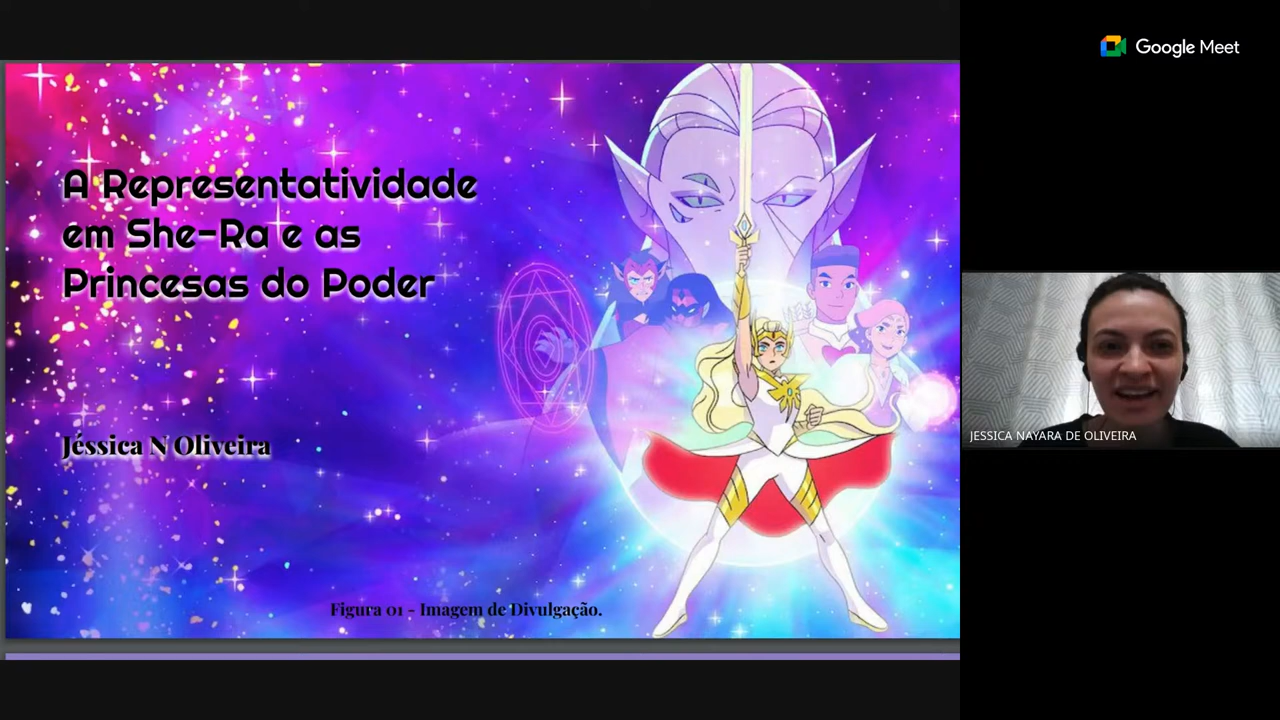 A Representatividade
em She-Ra e as
Princesas do Poder
Jéssica N Oliveira
Figura 01 - Imagem de Divulgação.
Google Meet
JESSICA NAYARA DE OLIVEIRA